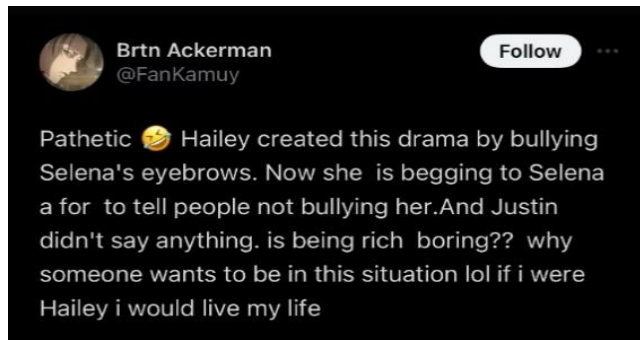 Brtn Ackerman
Follow
@FanKamuy
Pathetic 🤣 Hailey created this drama by bullying
Selena's eyebrows. Now she is begging to Selena
a for to tell people not bullying her.And Justin
didn't say anything. is being rich boring?? why
someone wants to be in this situation lol if i were
Hailey i would live my life